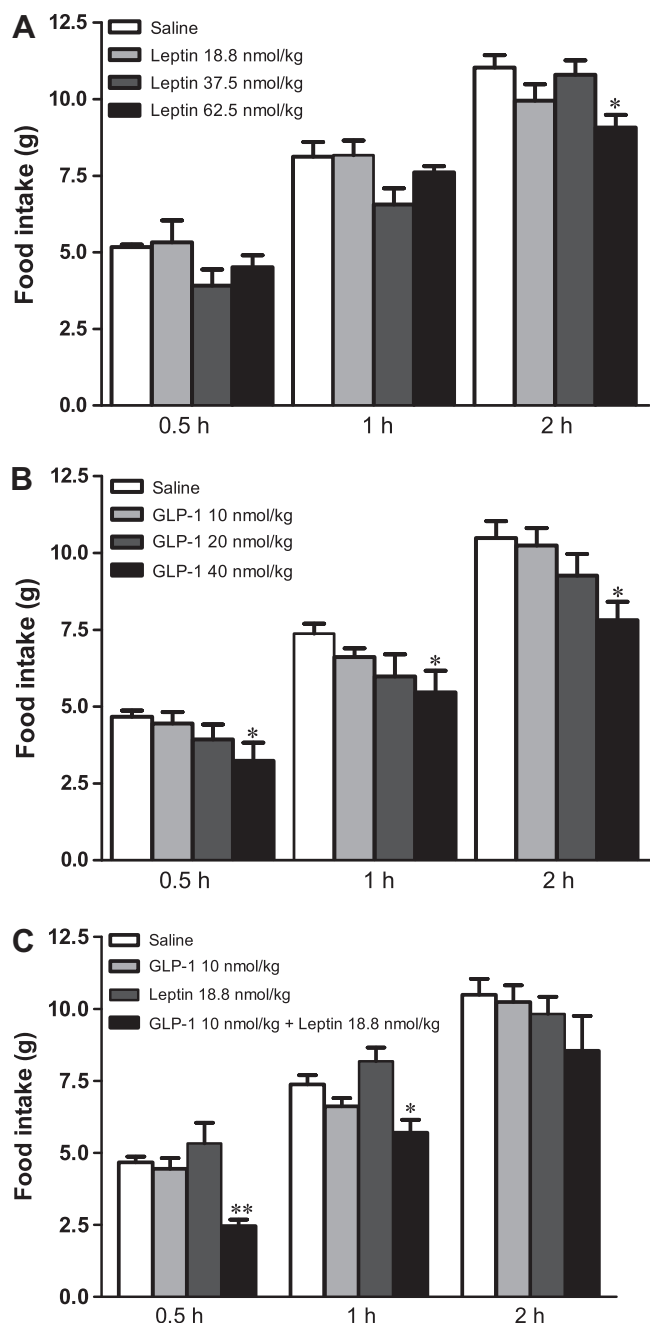 A
Food intake (g)
12.5
10.0
7.5
5.0
2.5
0.0
Saline
Leptin 18.8 nmol/kg
Leptin 37.5 nmol/kg
Leptin 62.5 nmol/kg
*
0.5 h 1 h 2 h
B
Food intake (g)
12.5
10.0
7.5
5.0
2.5
0.0
Saline
GLP-1 10 nmol/kg
GLP-1 20 nmol/kg
GLP-1 40 nmol/kg
* * *
0.5 h 1 h 2 h
C
Food intake (g)
12.5
10.0
7.5
5.0
2.5
0.0
Saline
GLP-1 10 nmol/kg
Leptin 18.8 nmol/kg
GLP-1 10 nmol/kg + Leptin 18.8 nmol/kg
** *
0.5 h 1 h 2 h